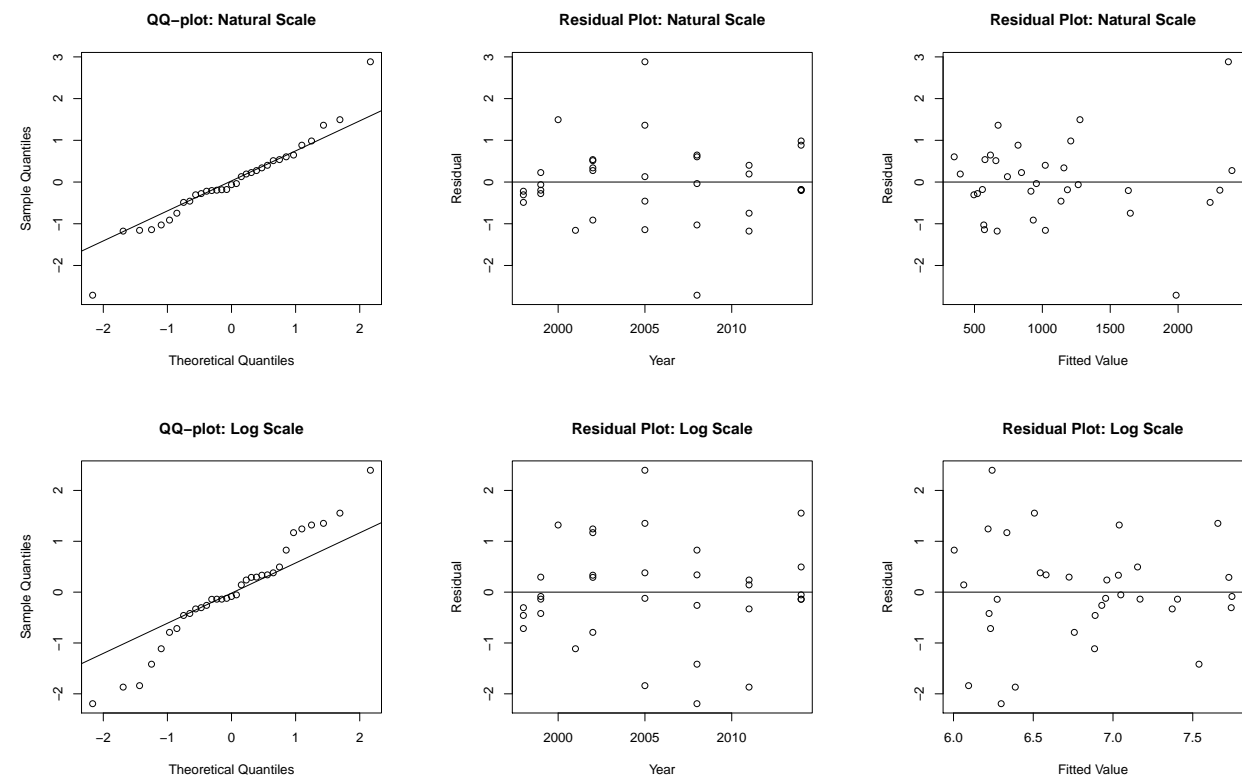 QQ−plot: Natural Scale
Sample Quantiles
3
2
1
0
−1
−2
−2 −1 0 1 2
Theoretical Quantiles
Residual Plot: Natural Scale
Residual
3
2
1
0
−1
−2
2000 2005 2010
Year
Residual Plot: Natural Scale
Residual
3
2
1
0
−1
−2
500 1000 1500 2000
Fitted Value
QQ−plot: Log Scale
Sample Quantiles
2
1
0
−1
−2
−2 −1 0 1 2
Theoretical Quantiles
Residual Plot: Log Scale
Residual
2
1
0
−1
−2
2000 2005 2010
Year
Residual Plot: Log Scale
Residual
2
1
0
−1
−2
6.0 6.5 7.0 7.5
Fitted Value